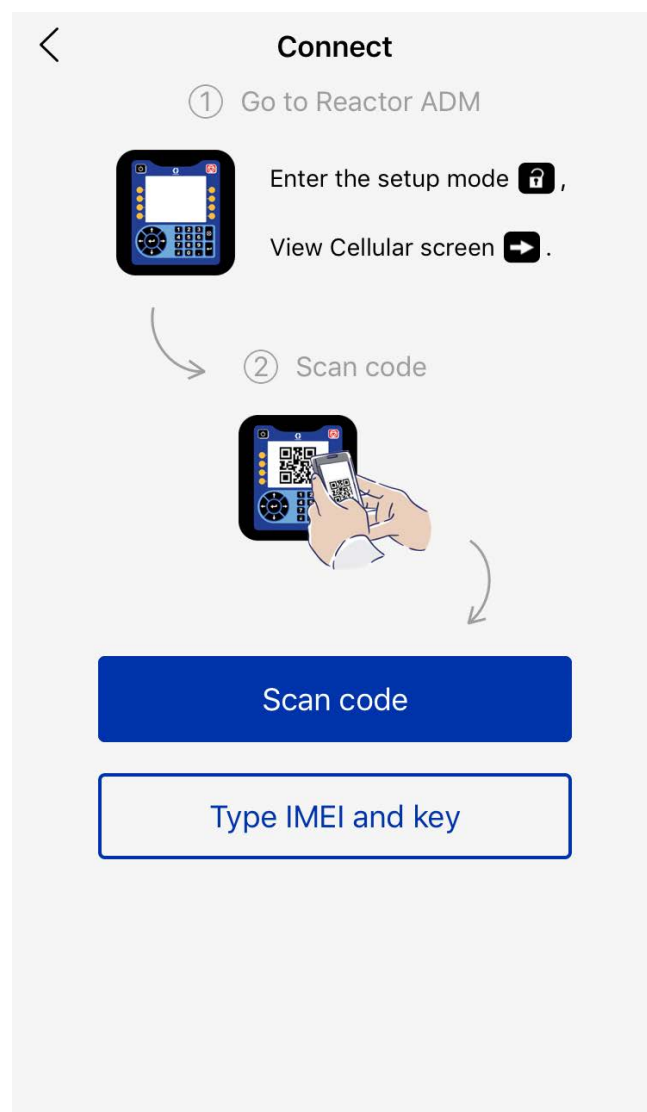 Connect
1 Go to Reactor ADM
Enter the setup mode ,
View Cellular screen .
2 Scan code
Scan code
Type IMEI and key